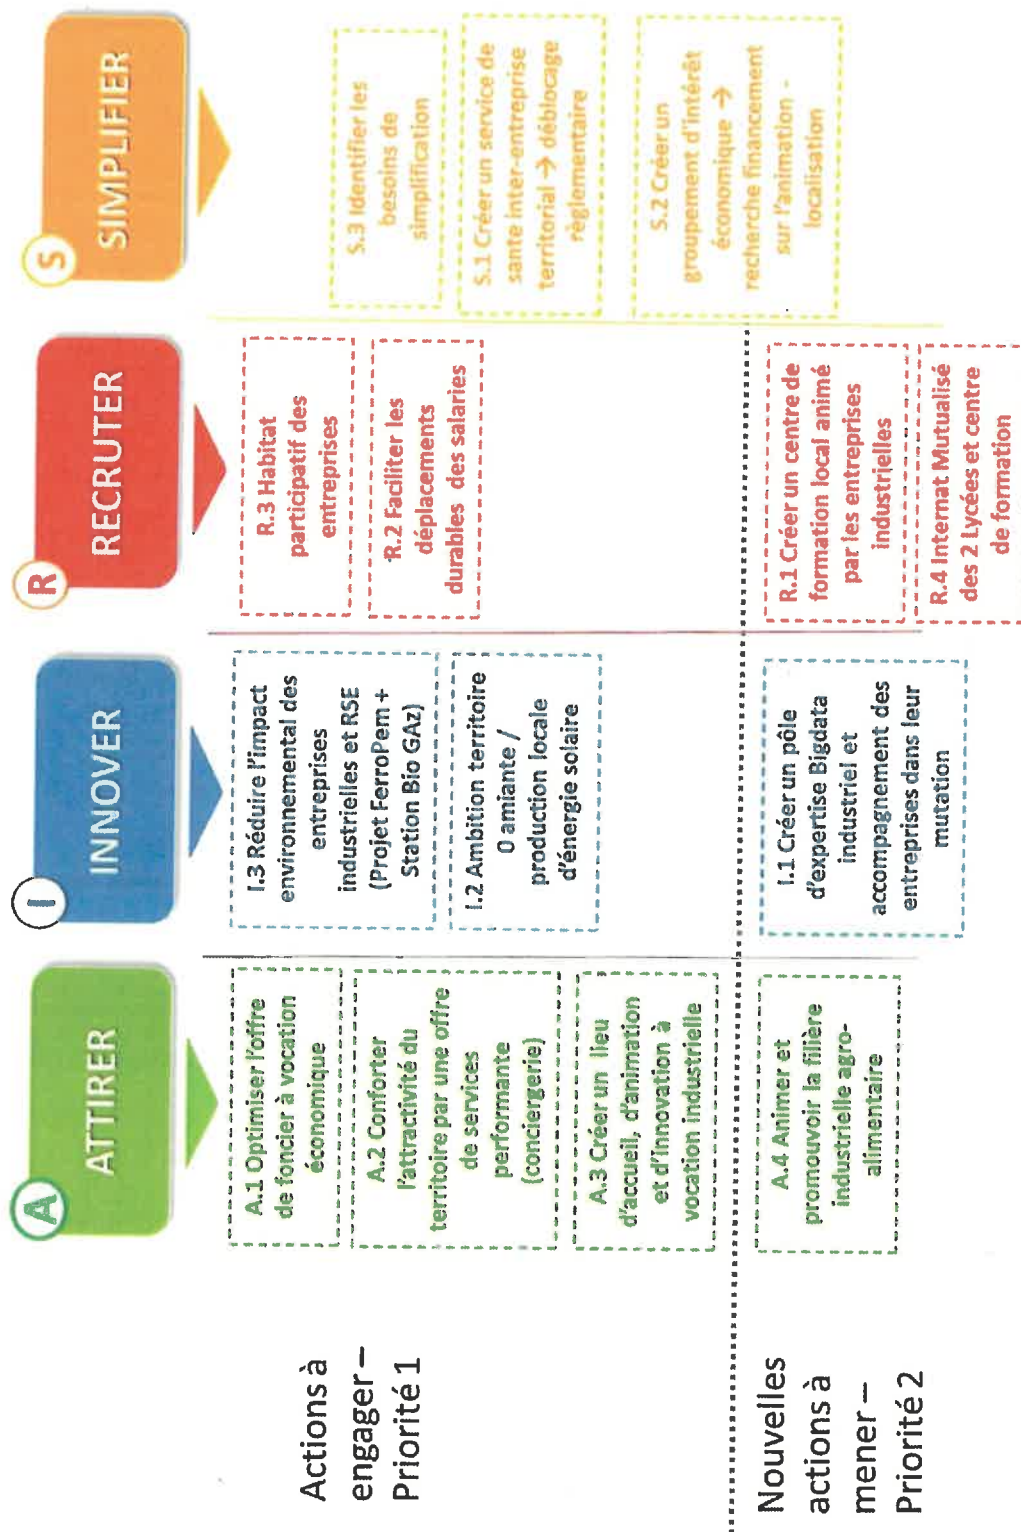 A
ATTIRER
I
INNOVER
R
RECRUTER
S
SIMPLIFIER
Actions à
engager –
Priorité 1
A.1 Optimiser l'offre
de foncier à vocation
économique
A.2 Conforter
l'attractivité du
territoire par une offre
de services
performante
(conciergerie)
A.3 Créer un lieu
d'accueil, d'animation
et d'innovation à
vocation industrielle
I.3 Réduire l'impact
environnemental des
entreprises
industrielles et RSE
(Projet FerroPem +
Station Bio GAz)
I.2 Ambition territoire
0 amiante /
production locale
d'énergie solaire
R.3 Habitat
participatif des
entreprises
R.2 Faciliter les
déplacements
durables des salaries
S.3 Identifier les
besoins de
simplification
S.1 Créer un service de
sante inter-entreprise
territorial → déblocage
règlementaire
S.2 Créer un
groupement d'intérêt
économique →
recherche financement
sur l'animation -
localisation
Nouvelles
actions à
mener –
Priorité 2
A.4 Animer et
promouvoir la filière
industrielle agro-
alimentaire
I.1 Créer un pôle
d'expertise Bigdata
industriel et
accompagnement des
entreprises dans leur
mutation
R.1 Créer un centre de
formation local animé
par les entreprises
industrielles
R.4 Internat Mutualisé
des 2 Lycées et centre
de formation